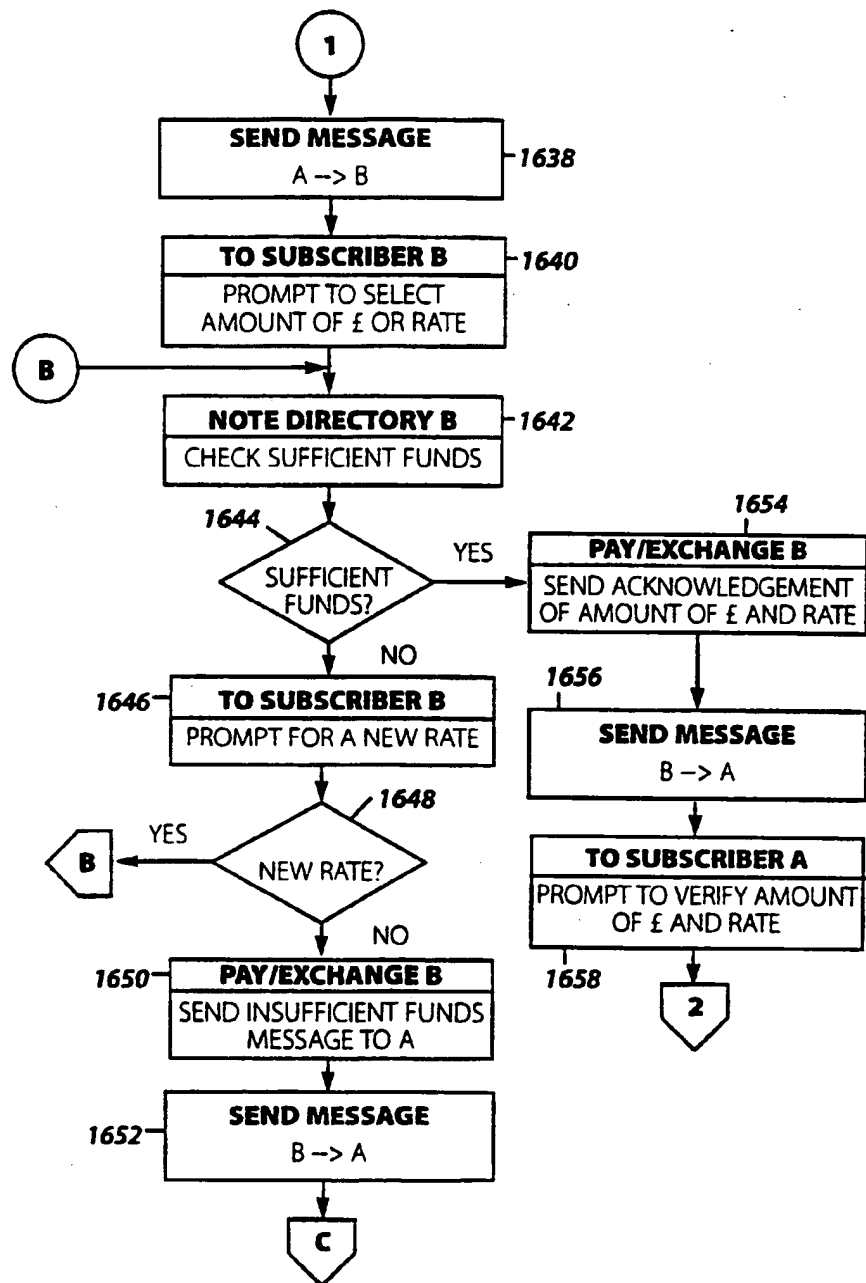 1
SEND MESSAGE
A --> B
1638
TO SUBSCRIBER B
1640
PROMPT TO SELECT
AMOUNT OF £ OR RATE
B
NOTE DIRECTORY B
1642
CHECK SUFFICIENT FUNDS
1644
SUFFICIENT
FUNDS?
YES
NO
1646
TO SUBSCRIBER B
PROMPT FOR A NEW RATE
1648
NEW RATE?
YES
B
NO
1650
PAY/EXCHANGE B
SEND INSUFFICIENT FUNDS
MESSAGE TO A
1652
SEND MESSAGE
B --> A
C
1654
PAY/EXCHANGE B
SEND ACKNOWLEDGEMENT
OF AMOUNT OF £ AND RATE
1656
SEND MESSAGE
B --> A
TO SUBSCRIBER A
PROMPT TO VERIFY AMOUNT
OF £ AND RATE
1658
2